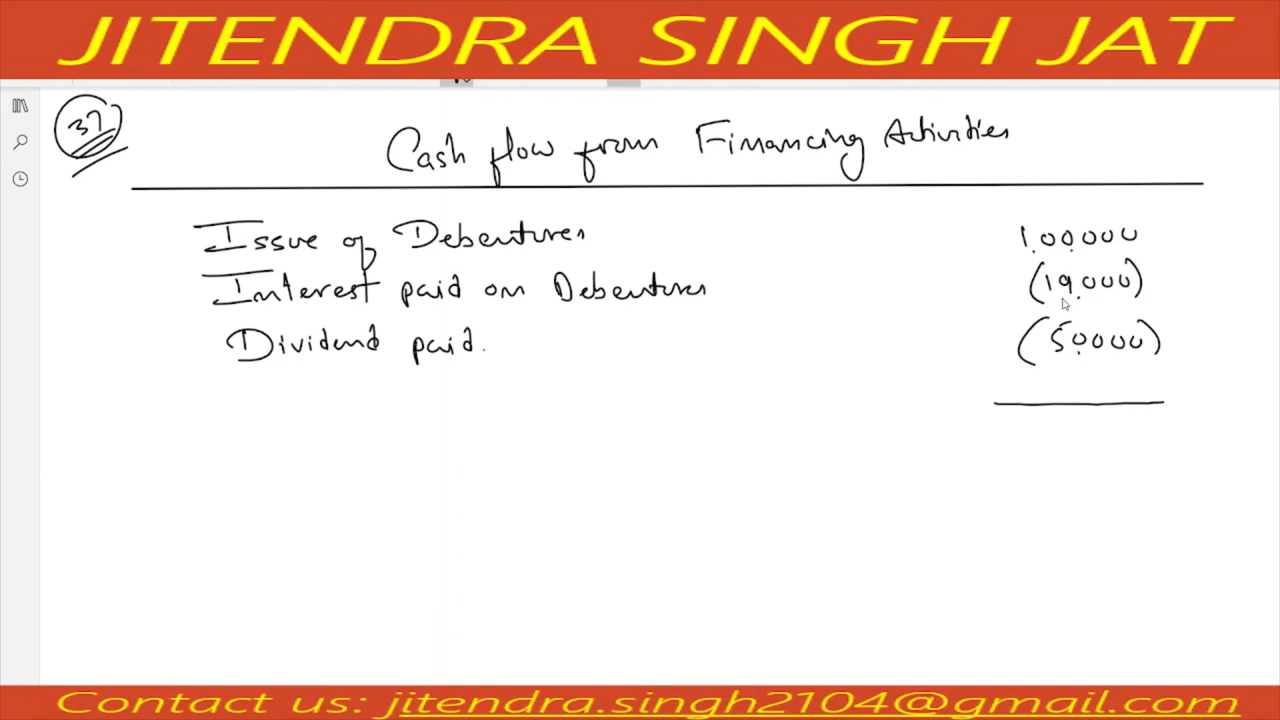 JITENDRA SINGH JAT
37
Cash flow from Financing Activities
Issue of Debentures 1,00,000
Interest paid on Debentures (19,000)
Dividend paid. (50,000)
Contact us: jitendra.singh2104@gmail.com